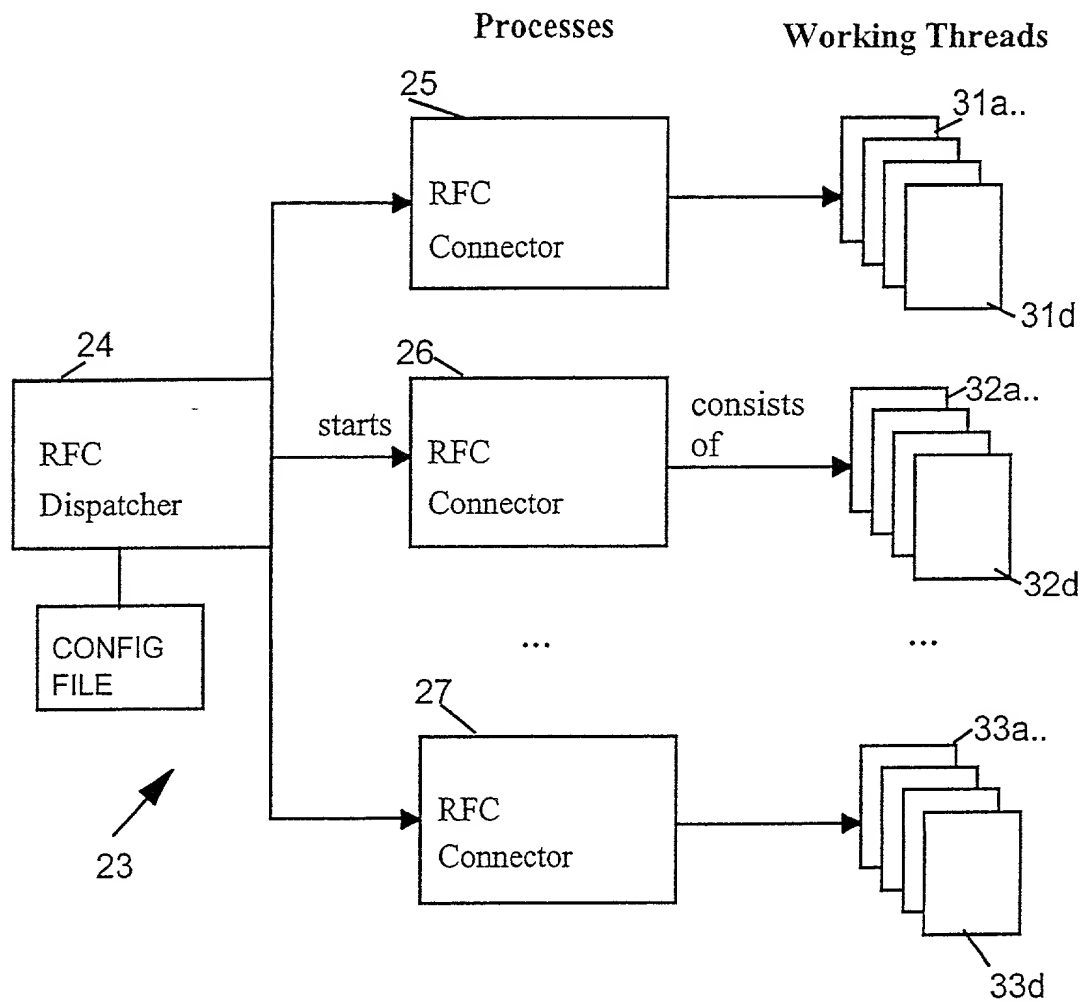 Processes
Working Threads
25
31a..
RFC
Connector
31d
24
26
32a..
starts
consists
of
RFC
Dispatcher
RFC
Connector
32d
CONFIG
FILE
...
...
27
33a..
RFC
Connector
23
33d